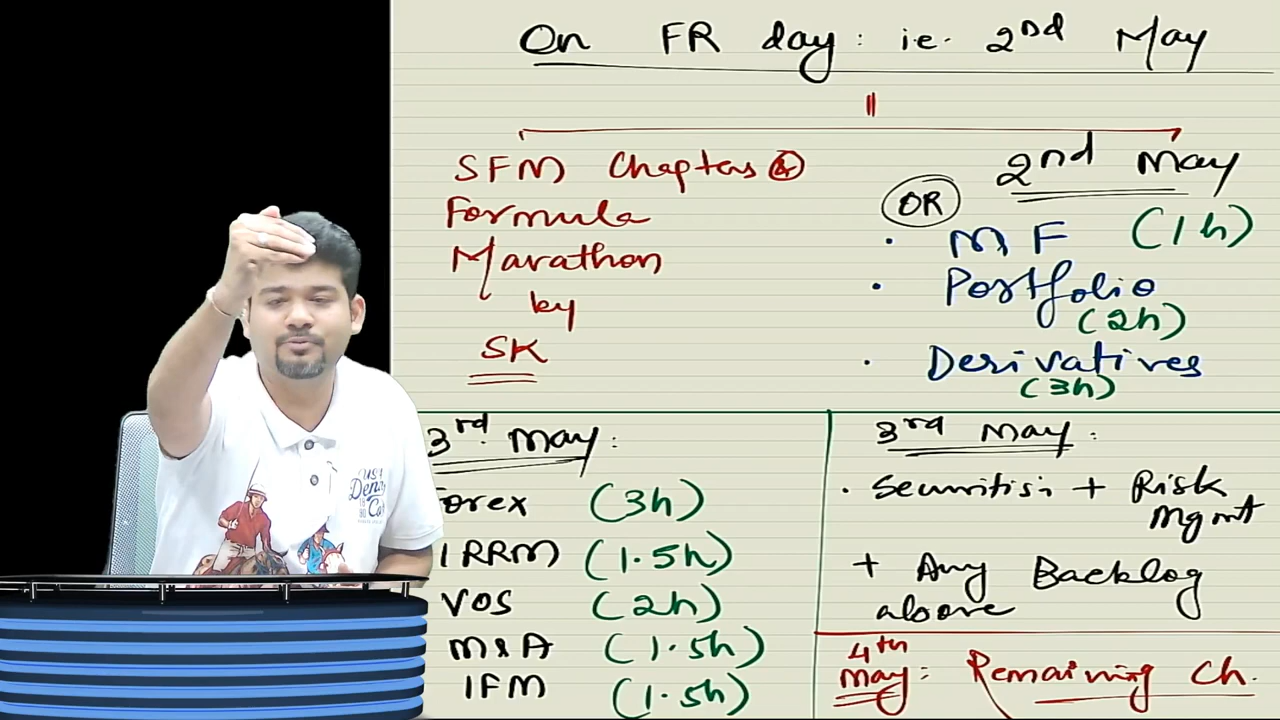 On FR day: i.e. 2nd May
SFM Chapters &
Formula
Marathon
by
SK
OR
2nd May
• MF (1h)
• Portfolio
(2h)
• Derivatives
(3h)
3rd May:
orex (3h)
IRRM (1.5h)
VOS (2h)
M&A (1.5h)
IFM (1.5h)
3rd May:
• Securitisn + Risk
Mgmt
+ Any Backlog
above
4th
May: Remaining Ch.